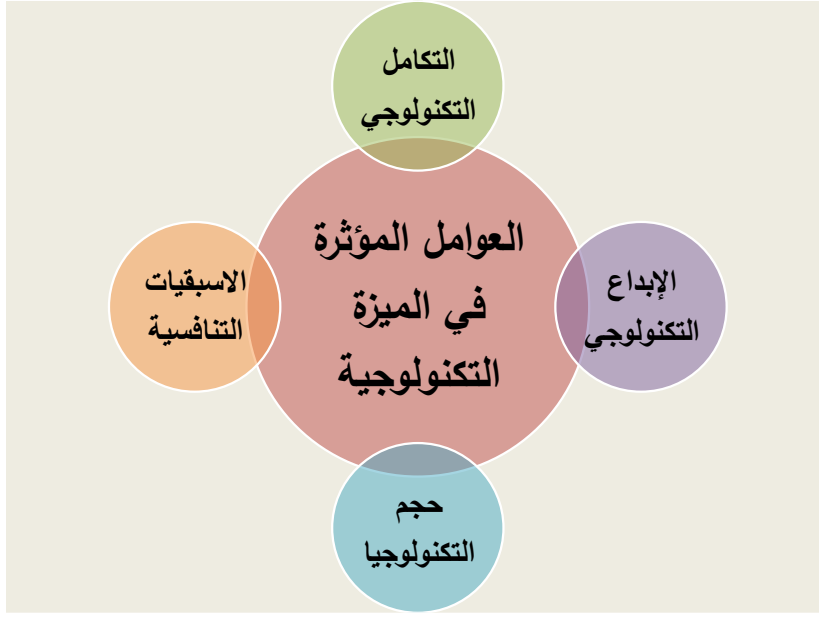 التكامل
التكنولوجي
العوامل المؤثرة
في الميزة
التكنولوجية
الإبداع
التكنولوجي
الاسبقيات
التنافسية
حجم
التكنولوجيا